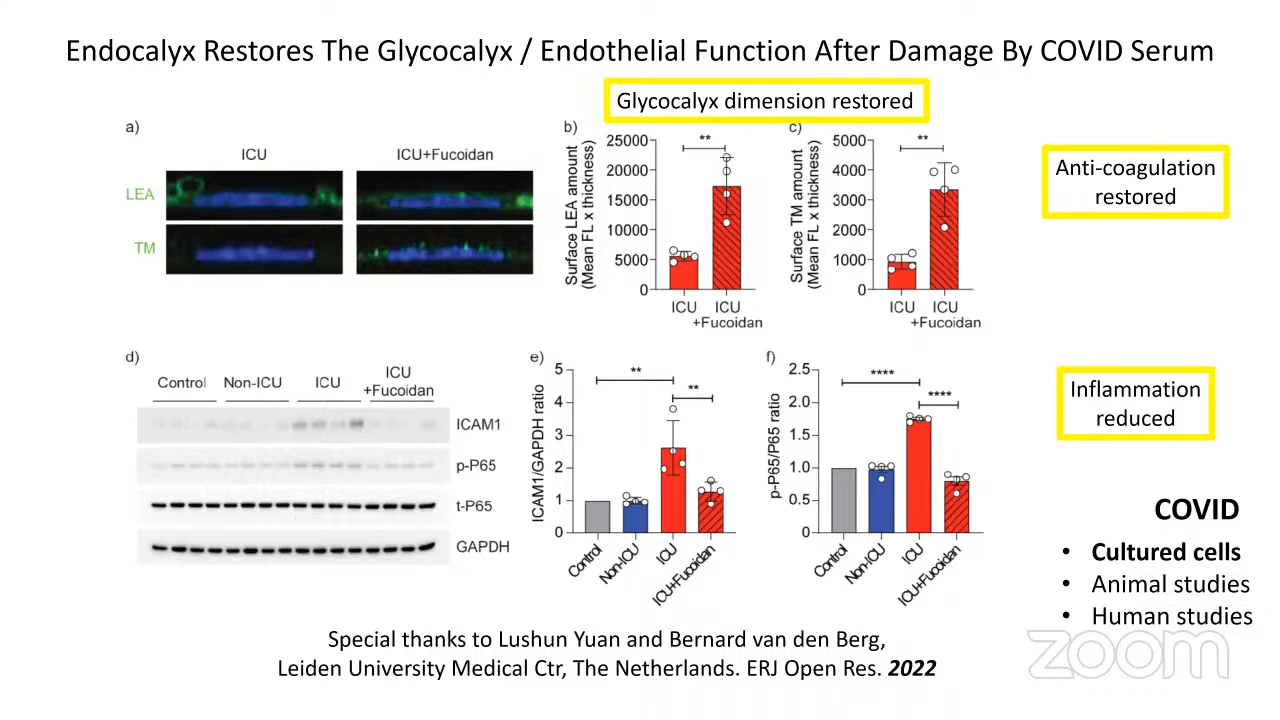 Endocalyx Restores The Glycocalyx / Endothelial Function After Damage By COVID Serum
Glycocalyx dimension restored
a)
ICU
ICU+Fucoidan
LEA
TM
b)
Surface LEA amount
(Mean FL x thickness)
25000
20000
15000
10000
5000
0
**
ICU
ICU
+Fucoidan
c)
Surface TM amount
(Mean FL x thickness)
5000
4000
3000
2000
1000
0
**
ICU
ICU
+Fucoidan
Anti-coagulation
restored
d)
Control
Non-ICU
ICU
ICU
+Fucoidan
ICAM1
p-P65
t-P65
GAPDH
e)
ICAM1/GAPDH ratio
5
4
3
2
1
0
**
**
Control
Non-ICU
ICU
ICU+Fucoidan
f)
p-P65/P65 ratio
2.5
2.0
1.5
1.0
0.5
0
****
****
Control
Non-ICU
ICU
ICU+Fucoidan
Inflammation
reduced
COVID
• Cultured cells
• Animal studies
• Human studies
Special thanks to Lushun Yuan and Bernard van den Berg,
Leiden University Medical Ctr, The Netherlands. ERJ Open Res. 2022
zoom